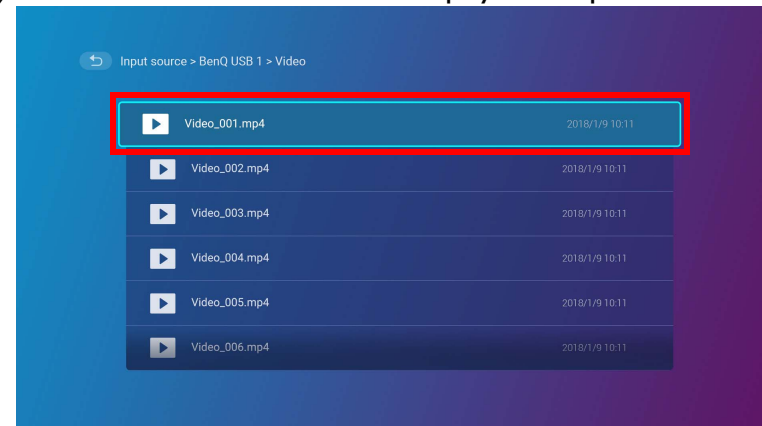 Input source > BenQ USB 1 > Video
Video_001.mp4 2018/1/9 10:11
Video_002.mp4 2018/1/9 10:11
Video_003.mp4 2018/1/9 10:11
Video_004.mp4 2018/1/9 10:11
Video_005.mp4 2018/1/9 10:11
Video_006.mp4 2018/1/9 10:11